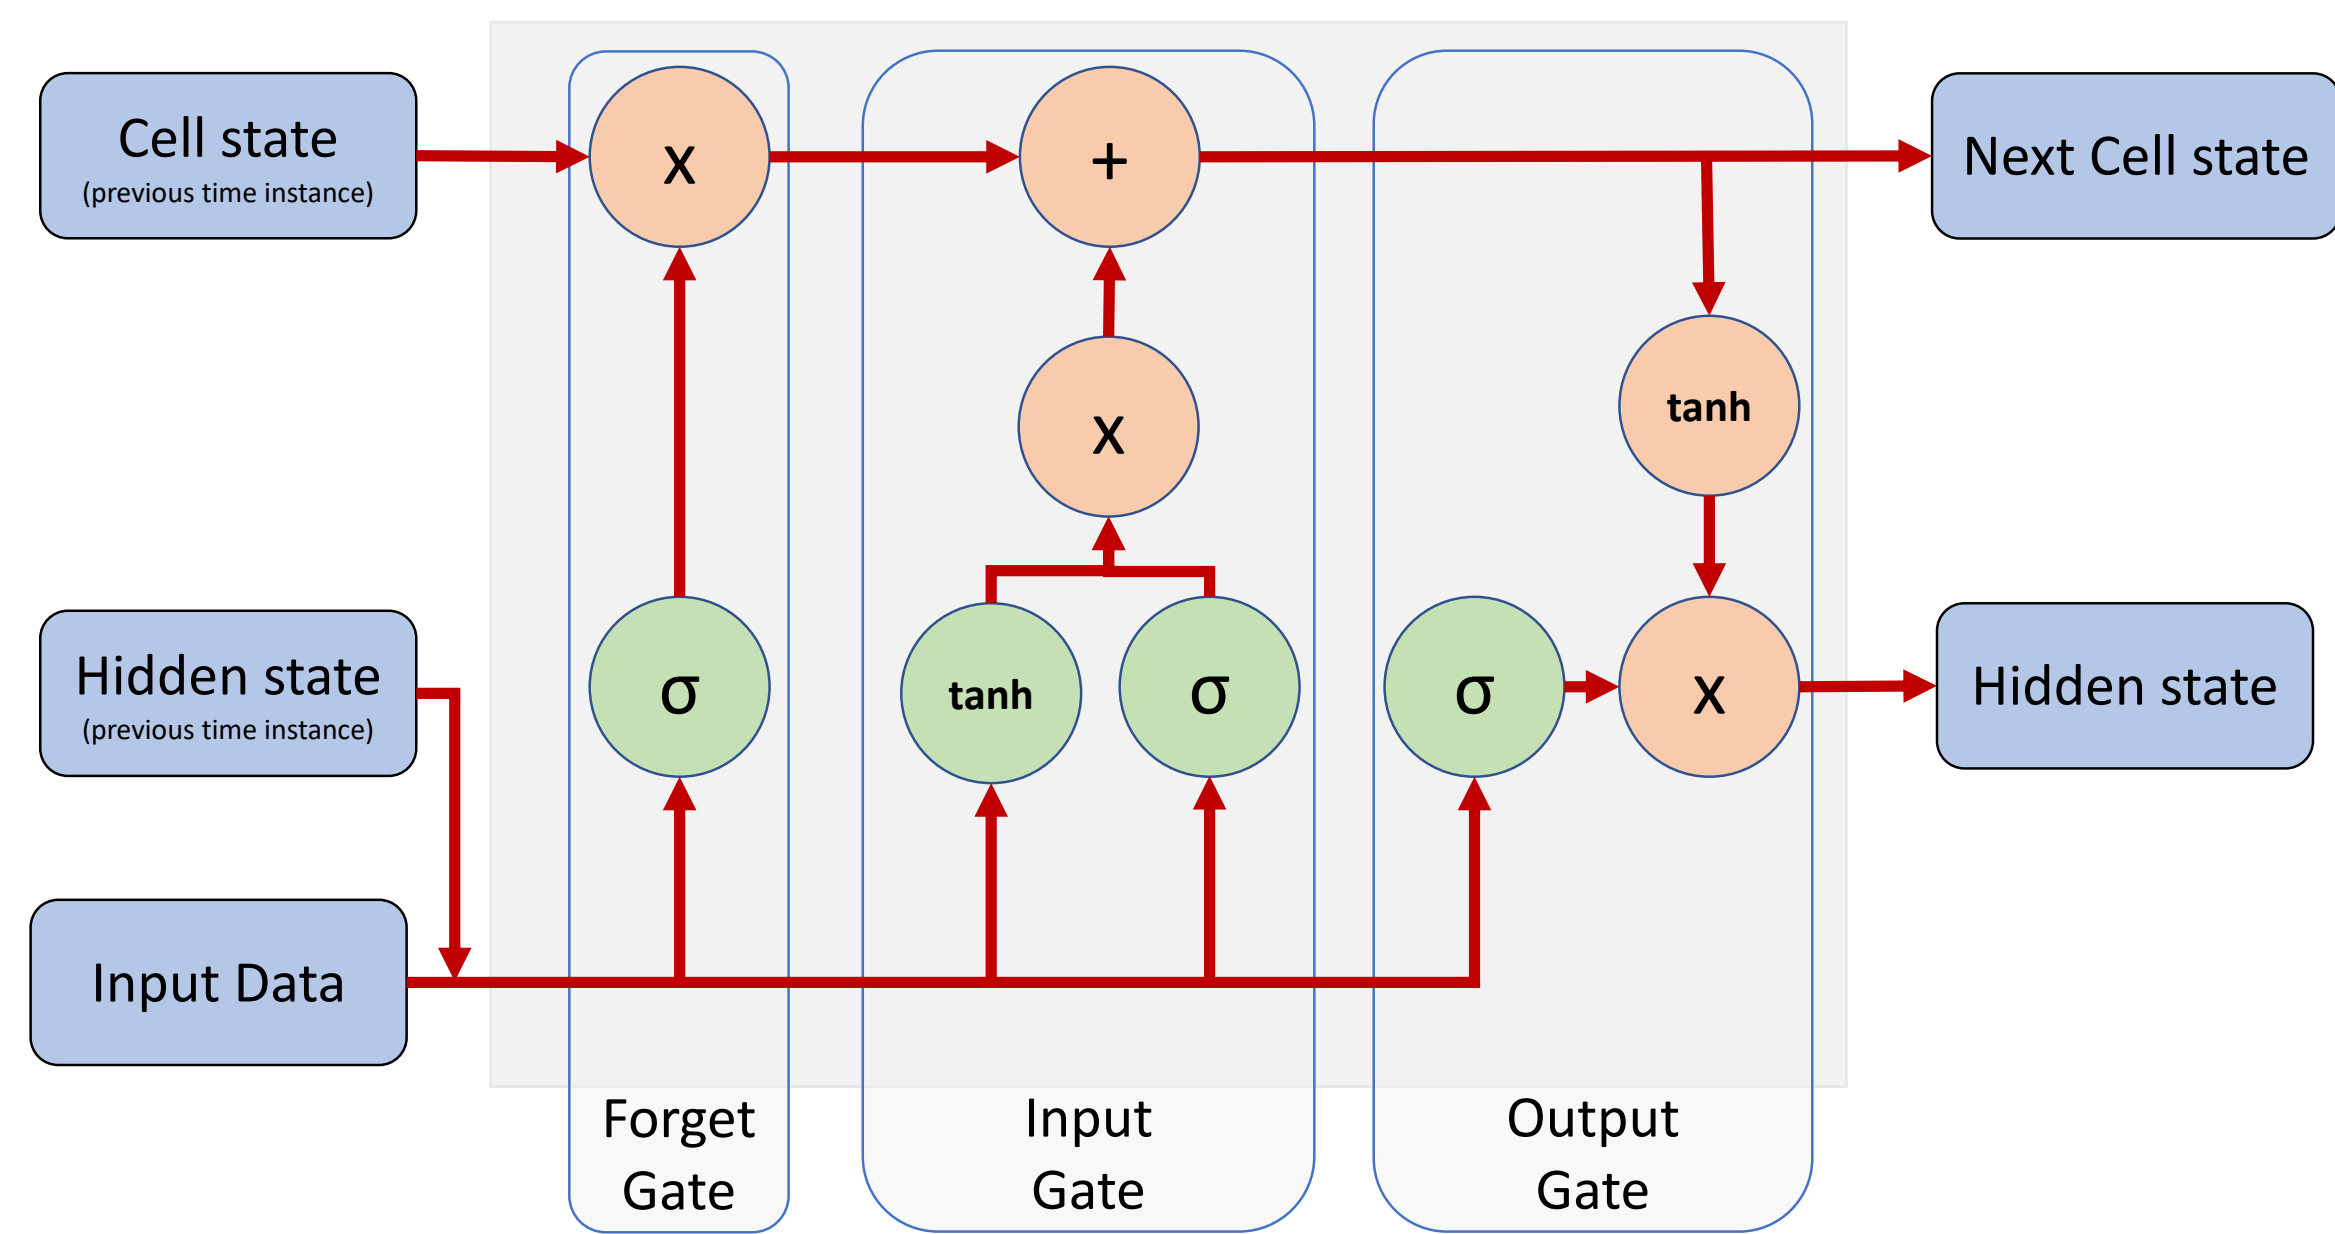 Cell state
(previous time instance)
x
+
Next Cell state
x
tanh
Hidden state
(previous time instance)
σ
tanh
σ
σ
x
Hidden state
Input Data
Forget
Gate
Input
Gate
Output
Gate